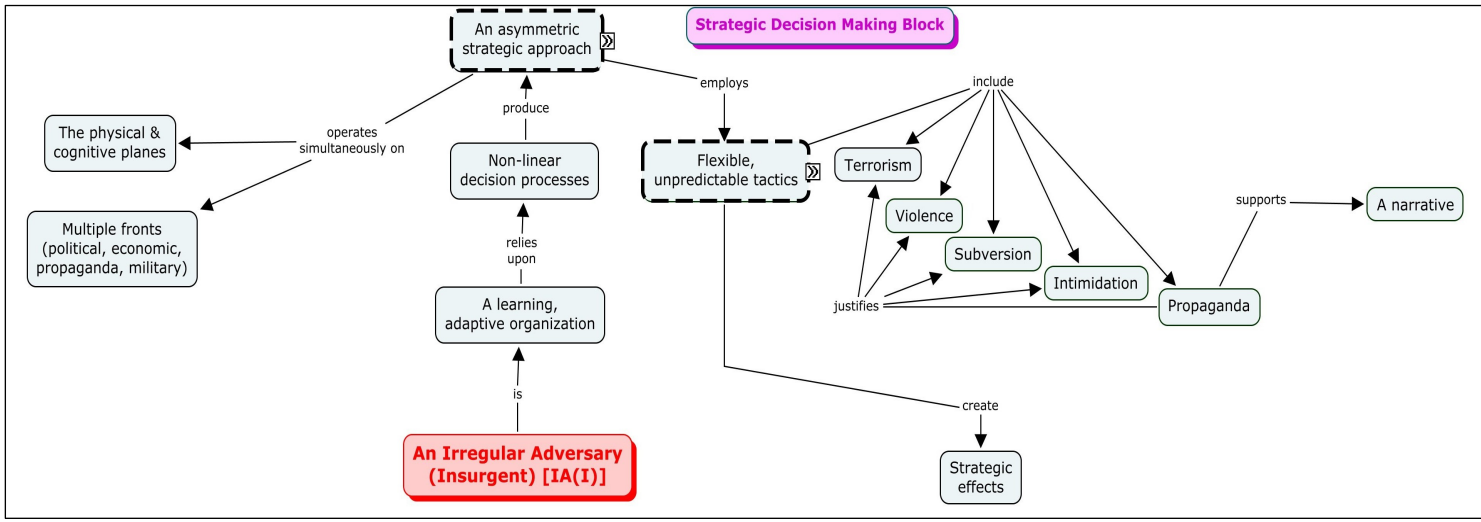 An asymmetric
strategic approach
Strategic Decision Making Block
employs
include
produce
operates
simultaneously on
The physical &
cognitive planes
Non-linear
decision processes
Flexible,
unpredictable tactics
Terrorism
Violence
supports
A narrative
Multiple fronts
(political, economic,
propaganda, military)
relies
upon
Subversion
Intimidation
A learning,
adaptive organization
justifies
Propaganda
is
create
An Irregular Adversary
(Insurgent) [IA(I)]
Strategic
effects